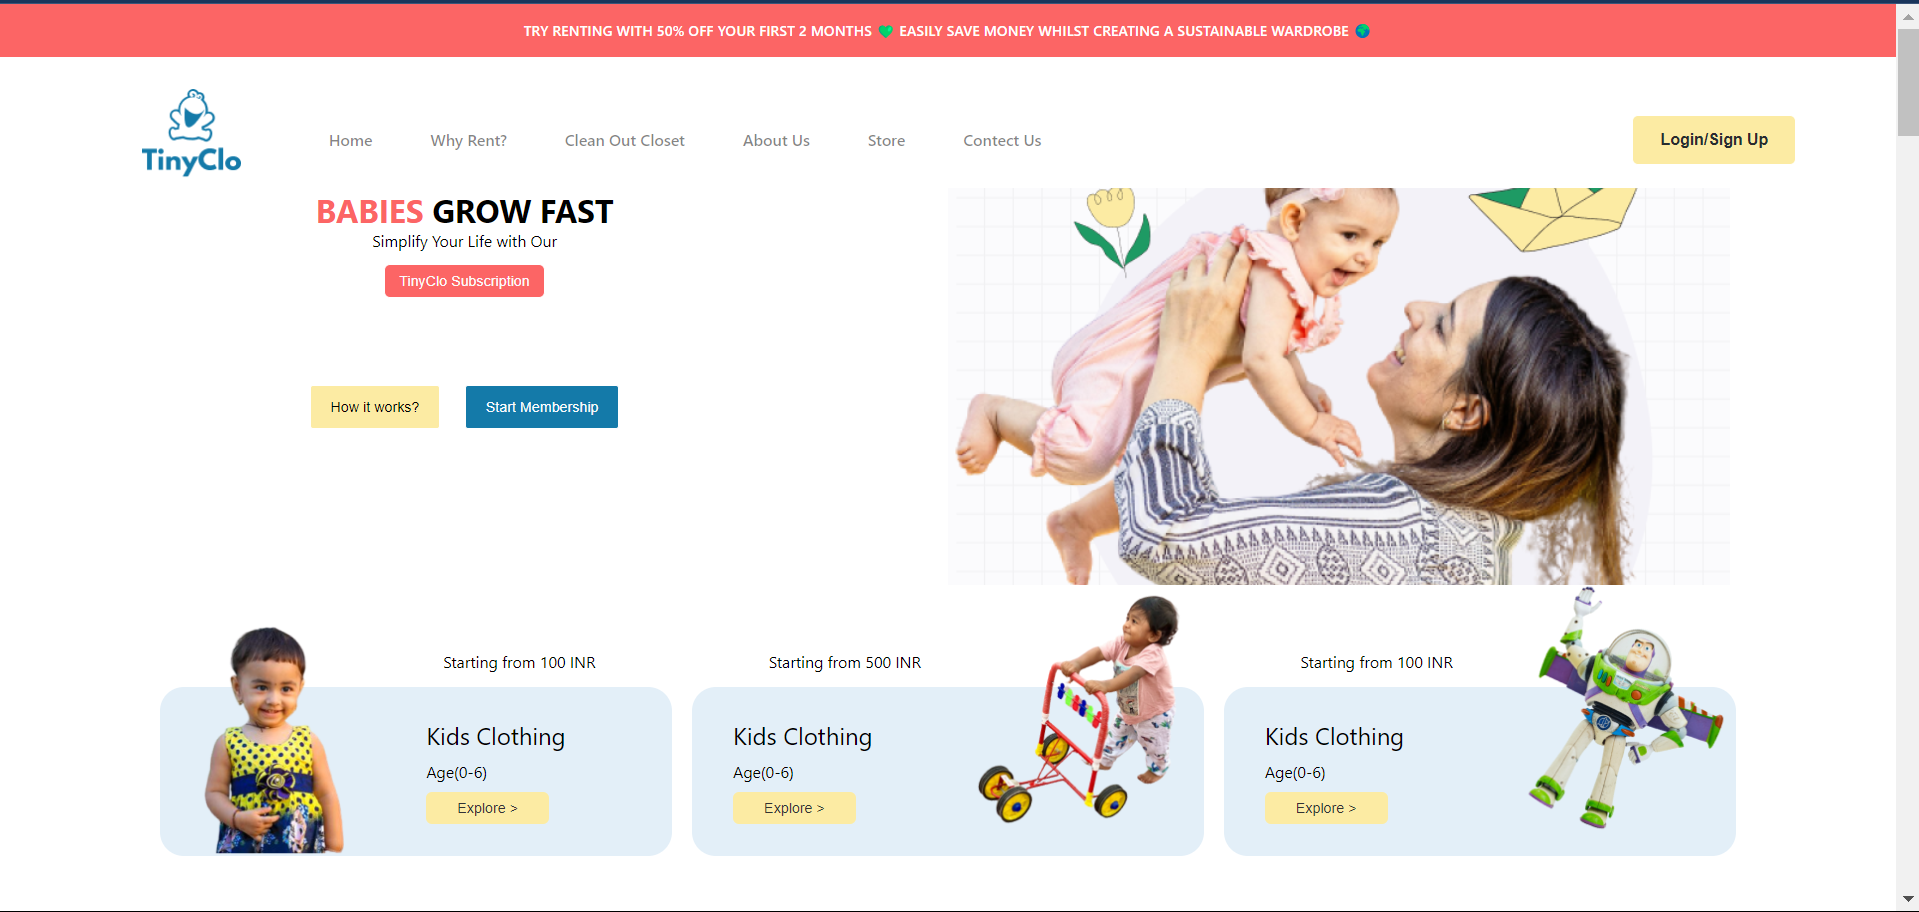 TRY RENTING WITH 50% OFF YOUR FIRST 2 MONTHS 💚 EASILY SAVE MONEY WHILST CREATING A SUSTAINABLE WARDROBE 🌍
TinyClo
Home Why Rent? Clean Out Closet About Us Store Contect Us
Login/Sign Up
BABIES GROW FAST
Simplify Your Life with Our
TinyClo Subscription
How it works? Start Membership
Starting from 100 INR
Kids Clothing
Age(0-6)
Explore >
Starting from 500 INR
Kids Clothing
Age(0-6)
Explore >
Starting from 100 INR
Kids Clothing
Age(0-6)
Explore >